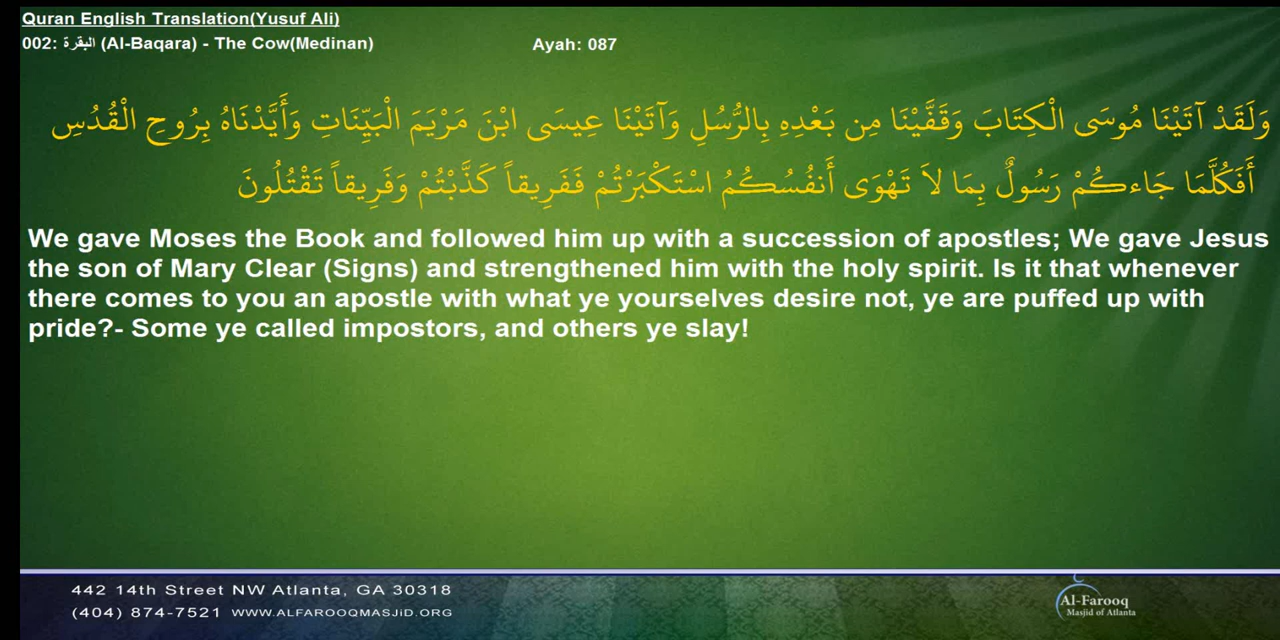 Quran English Translation(Yusuf Ali)
002: البقرة (Al-Baqara) - The Cow(Medinan)
Ayah: 087
وَلَقَدْ آتَيْنَا مُوسَى الْكِتَابَ وَقَفَّيْنَا مِن بَعْدِهِ بِالرُّسُلِ وَآتَيْنَا عِيسَى ابْنَ مَرْيَمَ الْبَيِّنَاتِ وَأَيَّدْنَاهُ بِرُوحِ الْقُدُسِ
أَفَكُلَّمَا جَاءكُمْ رَسُولٌ بِمَا لاَ تَهْوَى أَنفُسُكُمُ اسْتَكْبَرْتُمْ فَفَرِيقاً كَذَّبْتُمْ وَفَرِيقاً تَقْتُلُونَ
We gave Moses the Book and followed him up with a succession of apostles; We gave Jesus
the son of Mary Clear (Signs) and strengthened him with the holy spirit. Is it that whenever
there comes to you an apostle with what ye yourselves desire not, ye are puffed up with
pride?- Some ye called impostors, and others ye slay!
442 14th Street NW Atlanta, GA 30318
(404) 874-7521 WWW.ALFAROOQMASJiD.ORG
Al-Farooq
Masjid of Atlanta